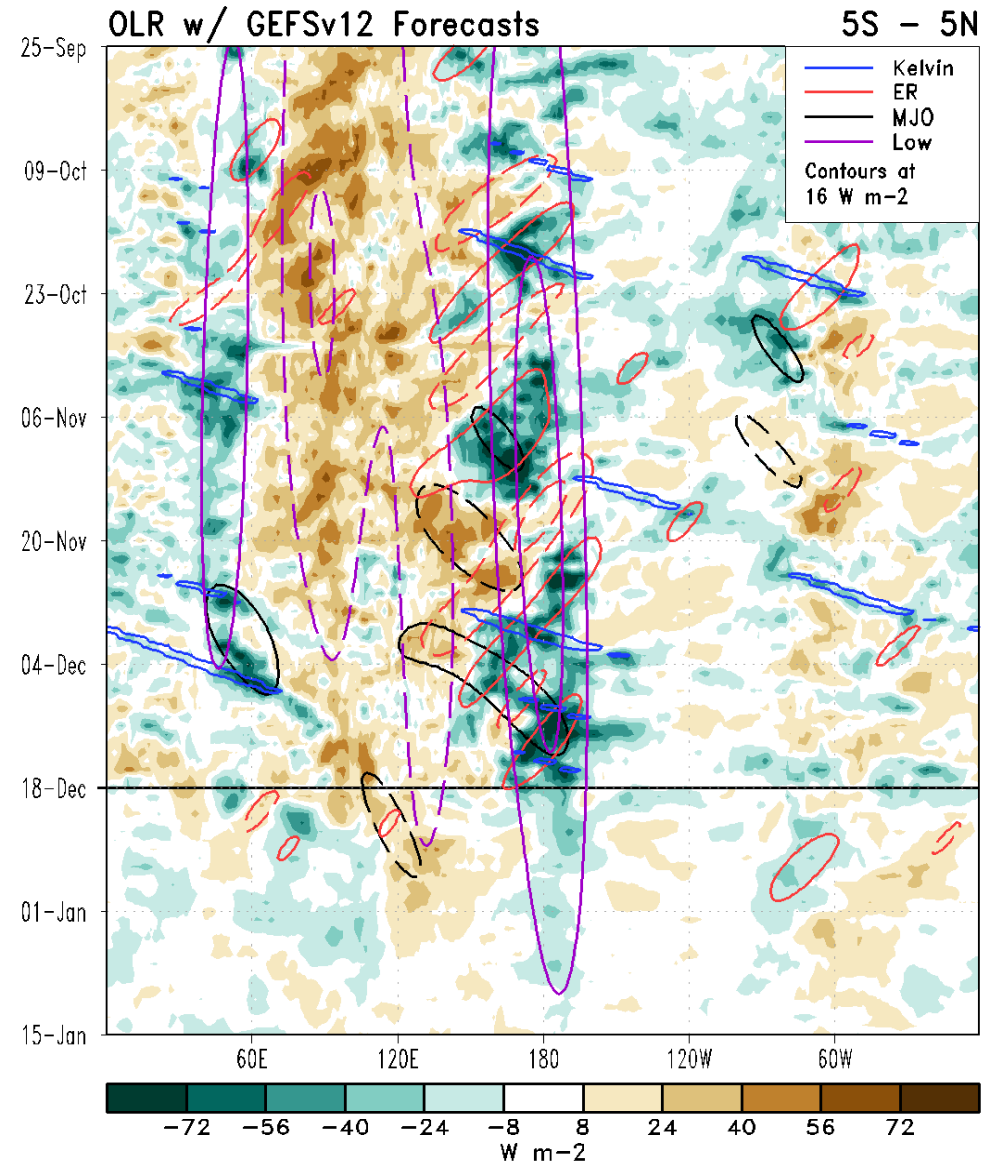 OLR w/ GEFSv12 Forecasts 5S - 5N
Kelvin
ER
MJO
Low
Contours at
16 W m-2
25-Sep
09-Oct
23-Oct
06-Nov
20-Nov
04-Dec
18-Dec
01-Jan
15-Jan
60E 120E 180 120W 60W
-72 -56 -40 -24 -8 8 24 40 56 72
W m-2